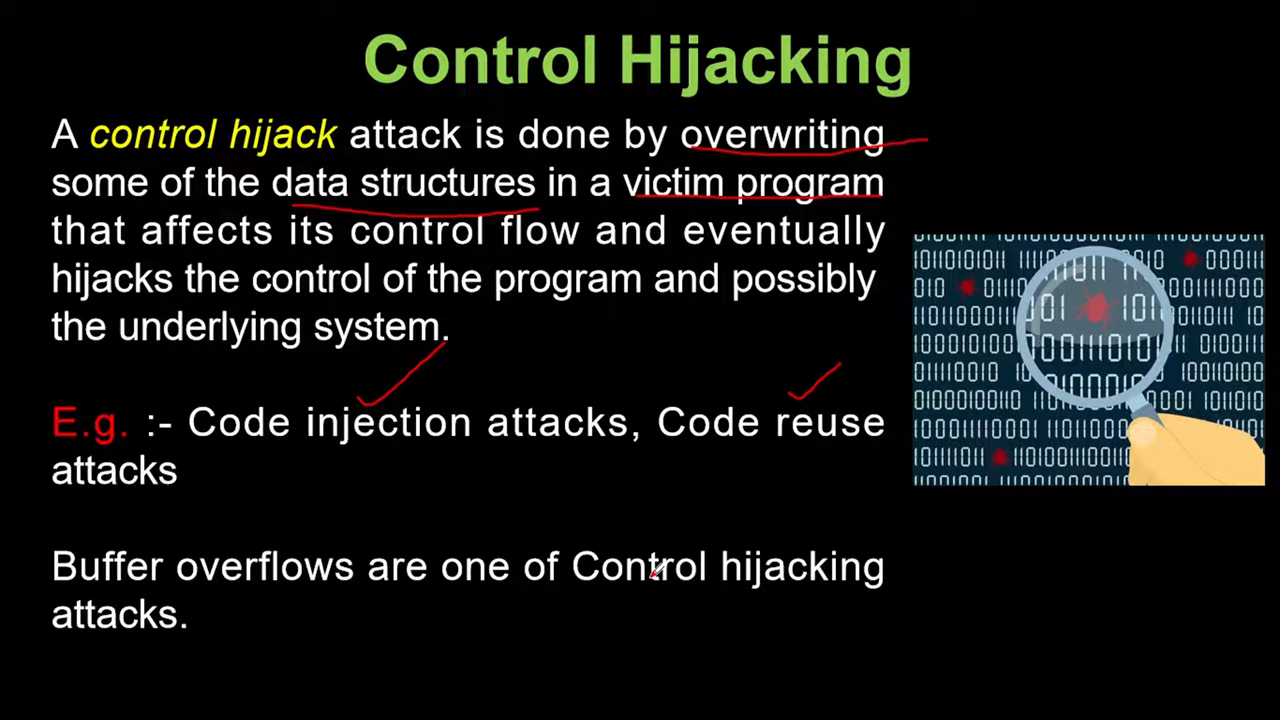 Control Hijacking
A control hijack attack is done by overwriting
some of the data structures in a victim program
that affects its control flow and eventually
hijacks the control of the program and possibly
the underlying system.
E.g. :- Code injection attacks, Code reuse
attacks
Buffer overflows are one of Control hijacking
attacks.